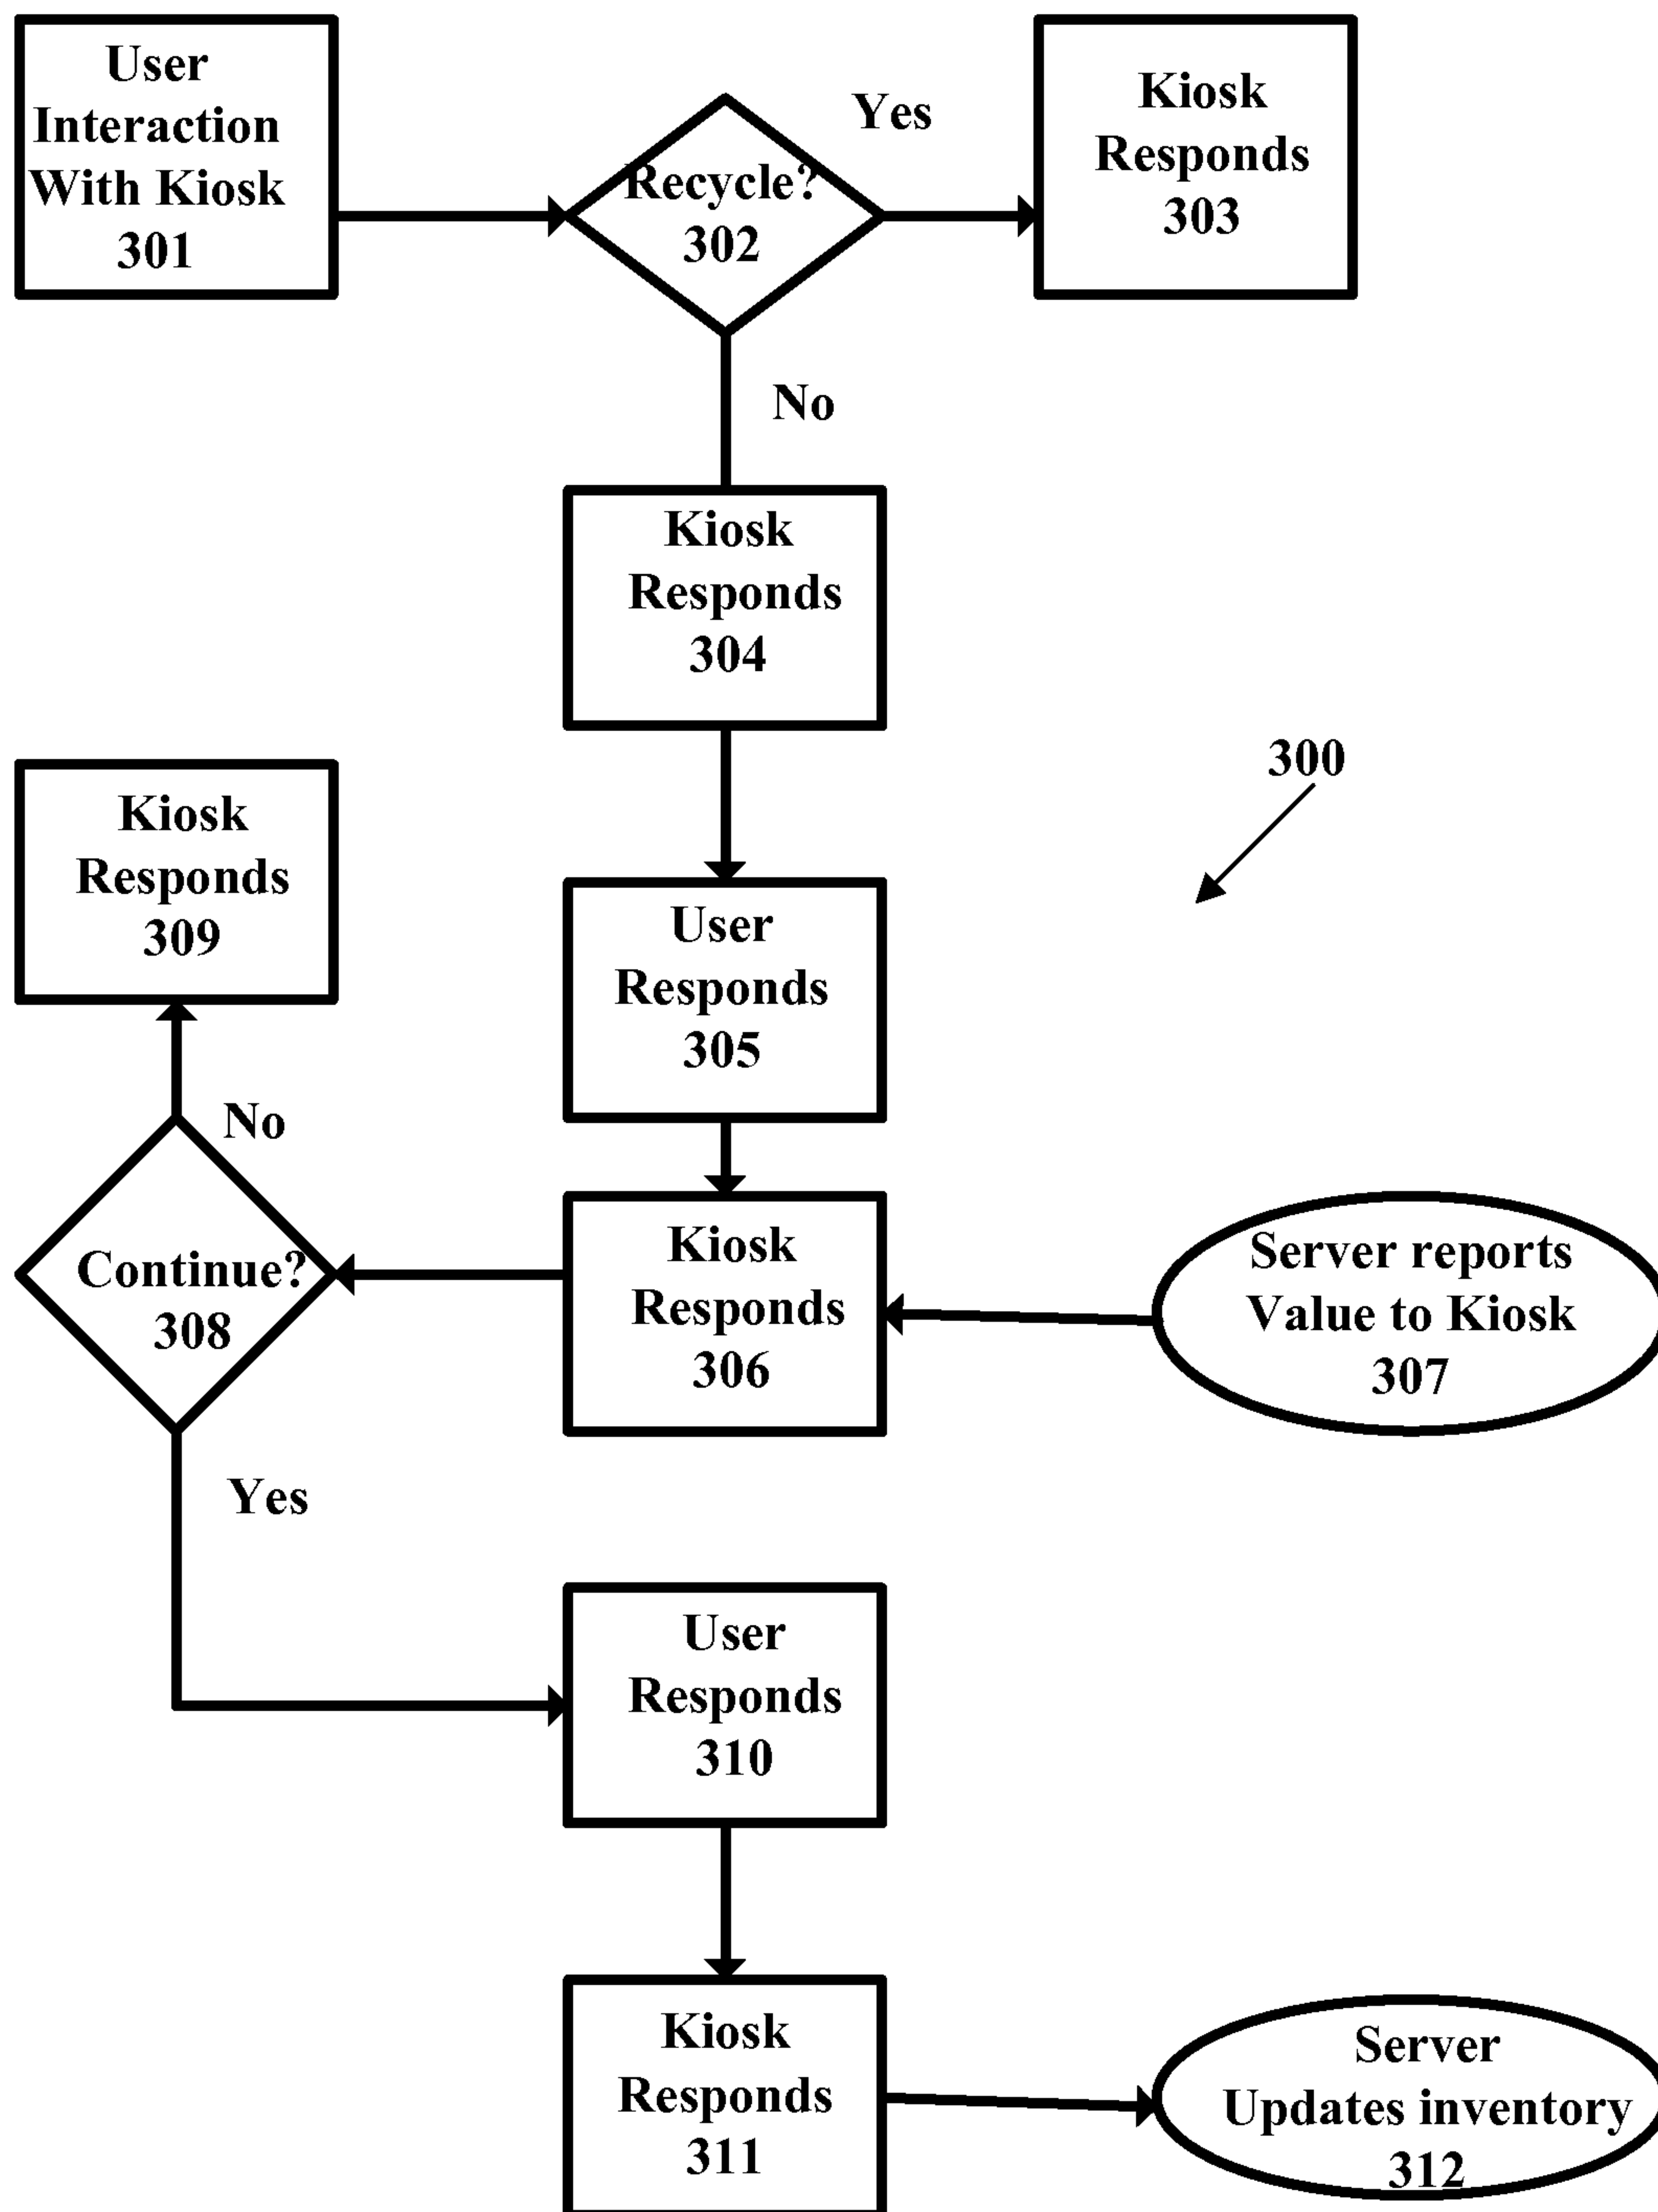 User
Interaction
With Kiosk
301
Recycle?
302
Yes
Kiosk
Responds
303
No
Kiosk
Responds
304
300
Kiosk
Responds
309
User
Responds
305
No
Continue?
308
Kiosk
Responds
306
Server reports
Value to Kiosk
307
Yes
User
Responds
310
Kiosk
Responds
311
Server
Updates inventory
312